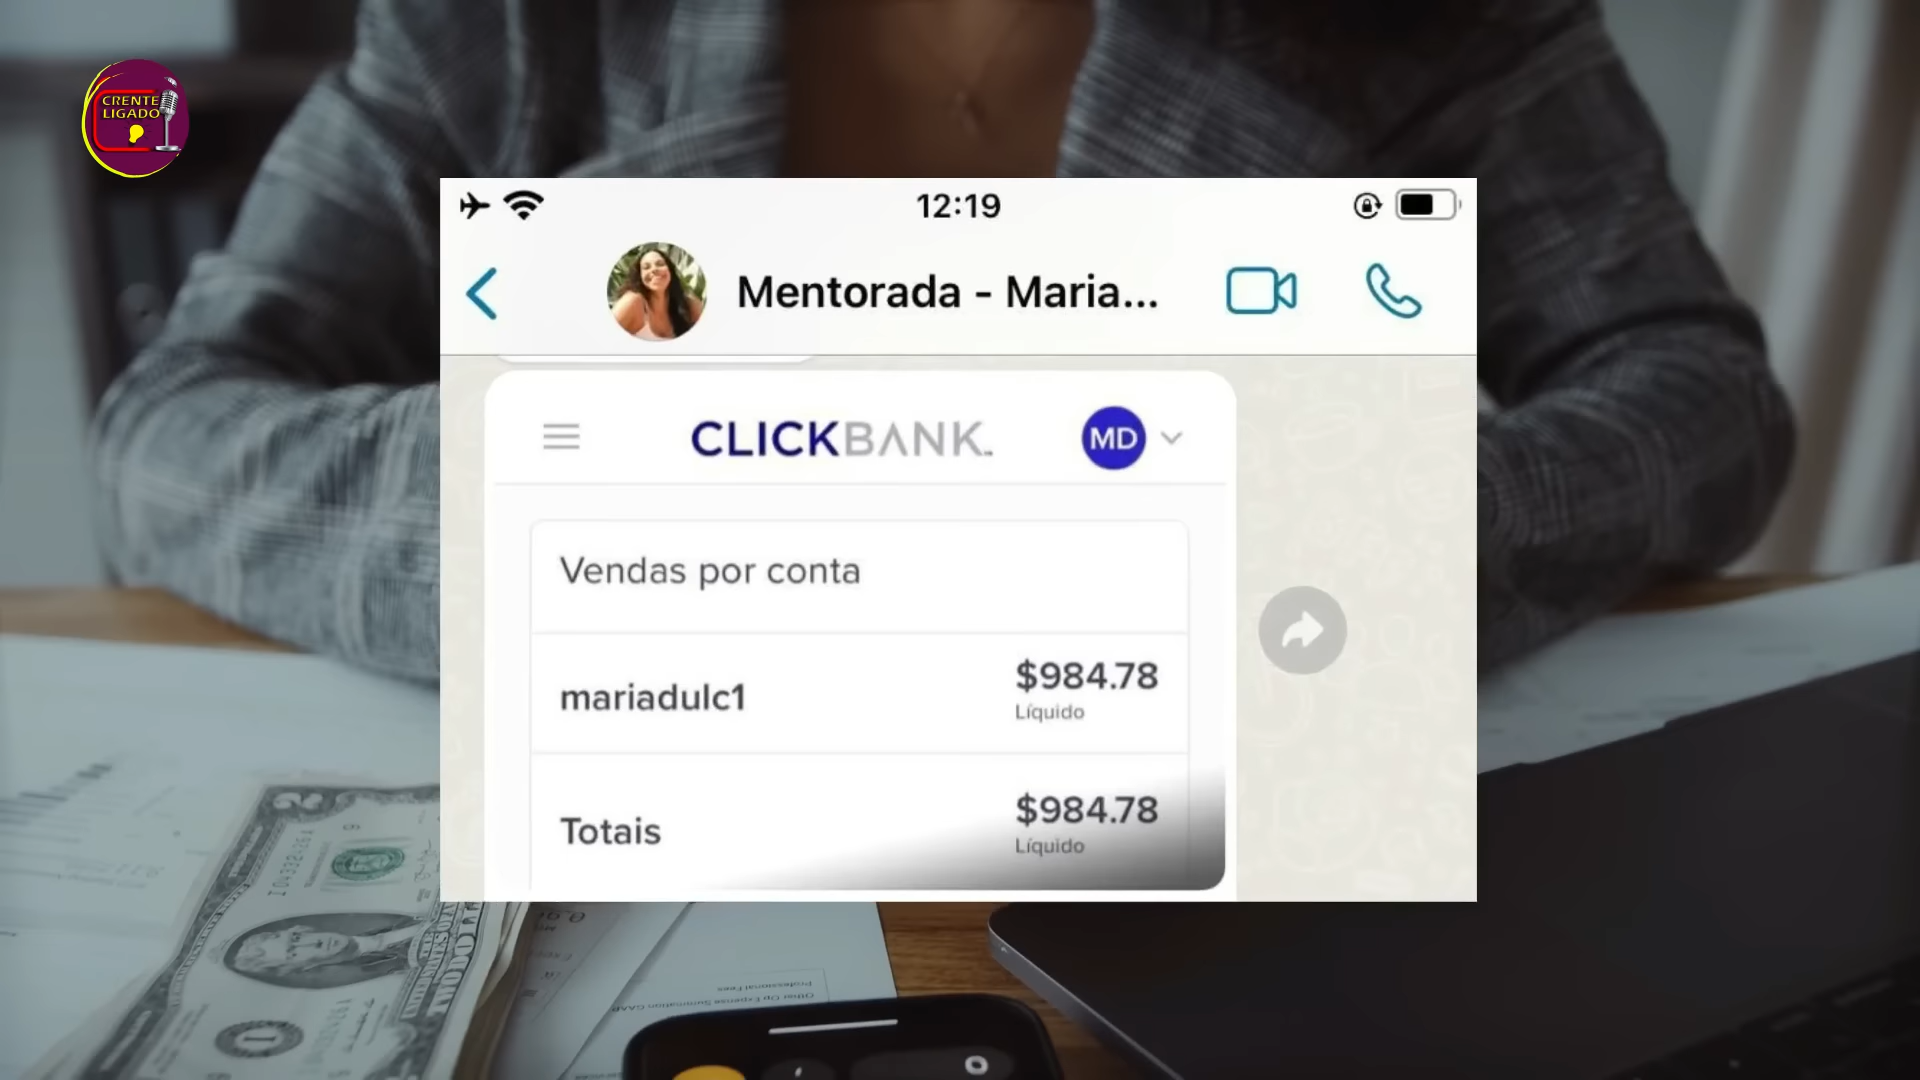 CRENTE
LIGADO
12:19
Mentorada - Maria...
CLICKBANK
MD
Vendas por conta
mariadulc1
$984.78
Líquido
Totais
$984.78
Líquido